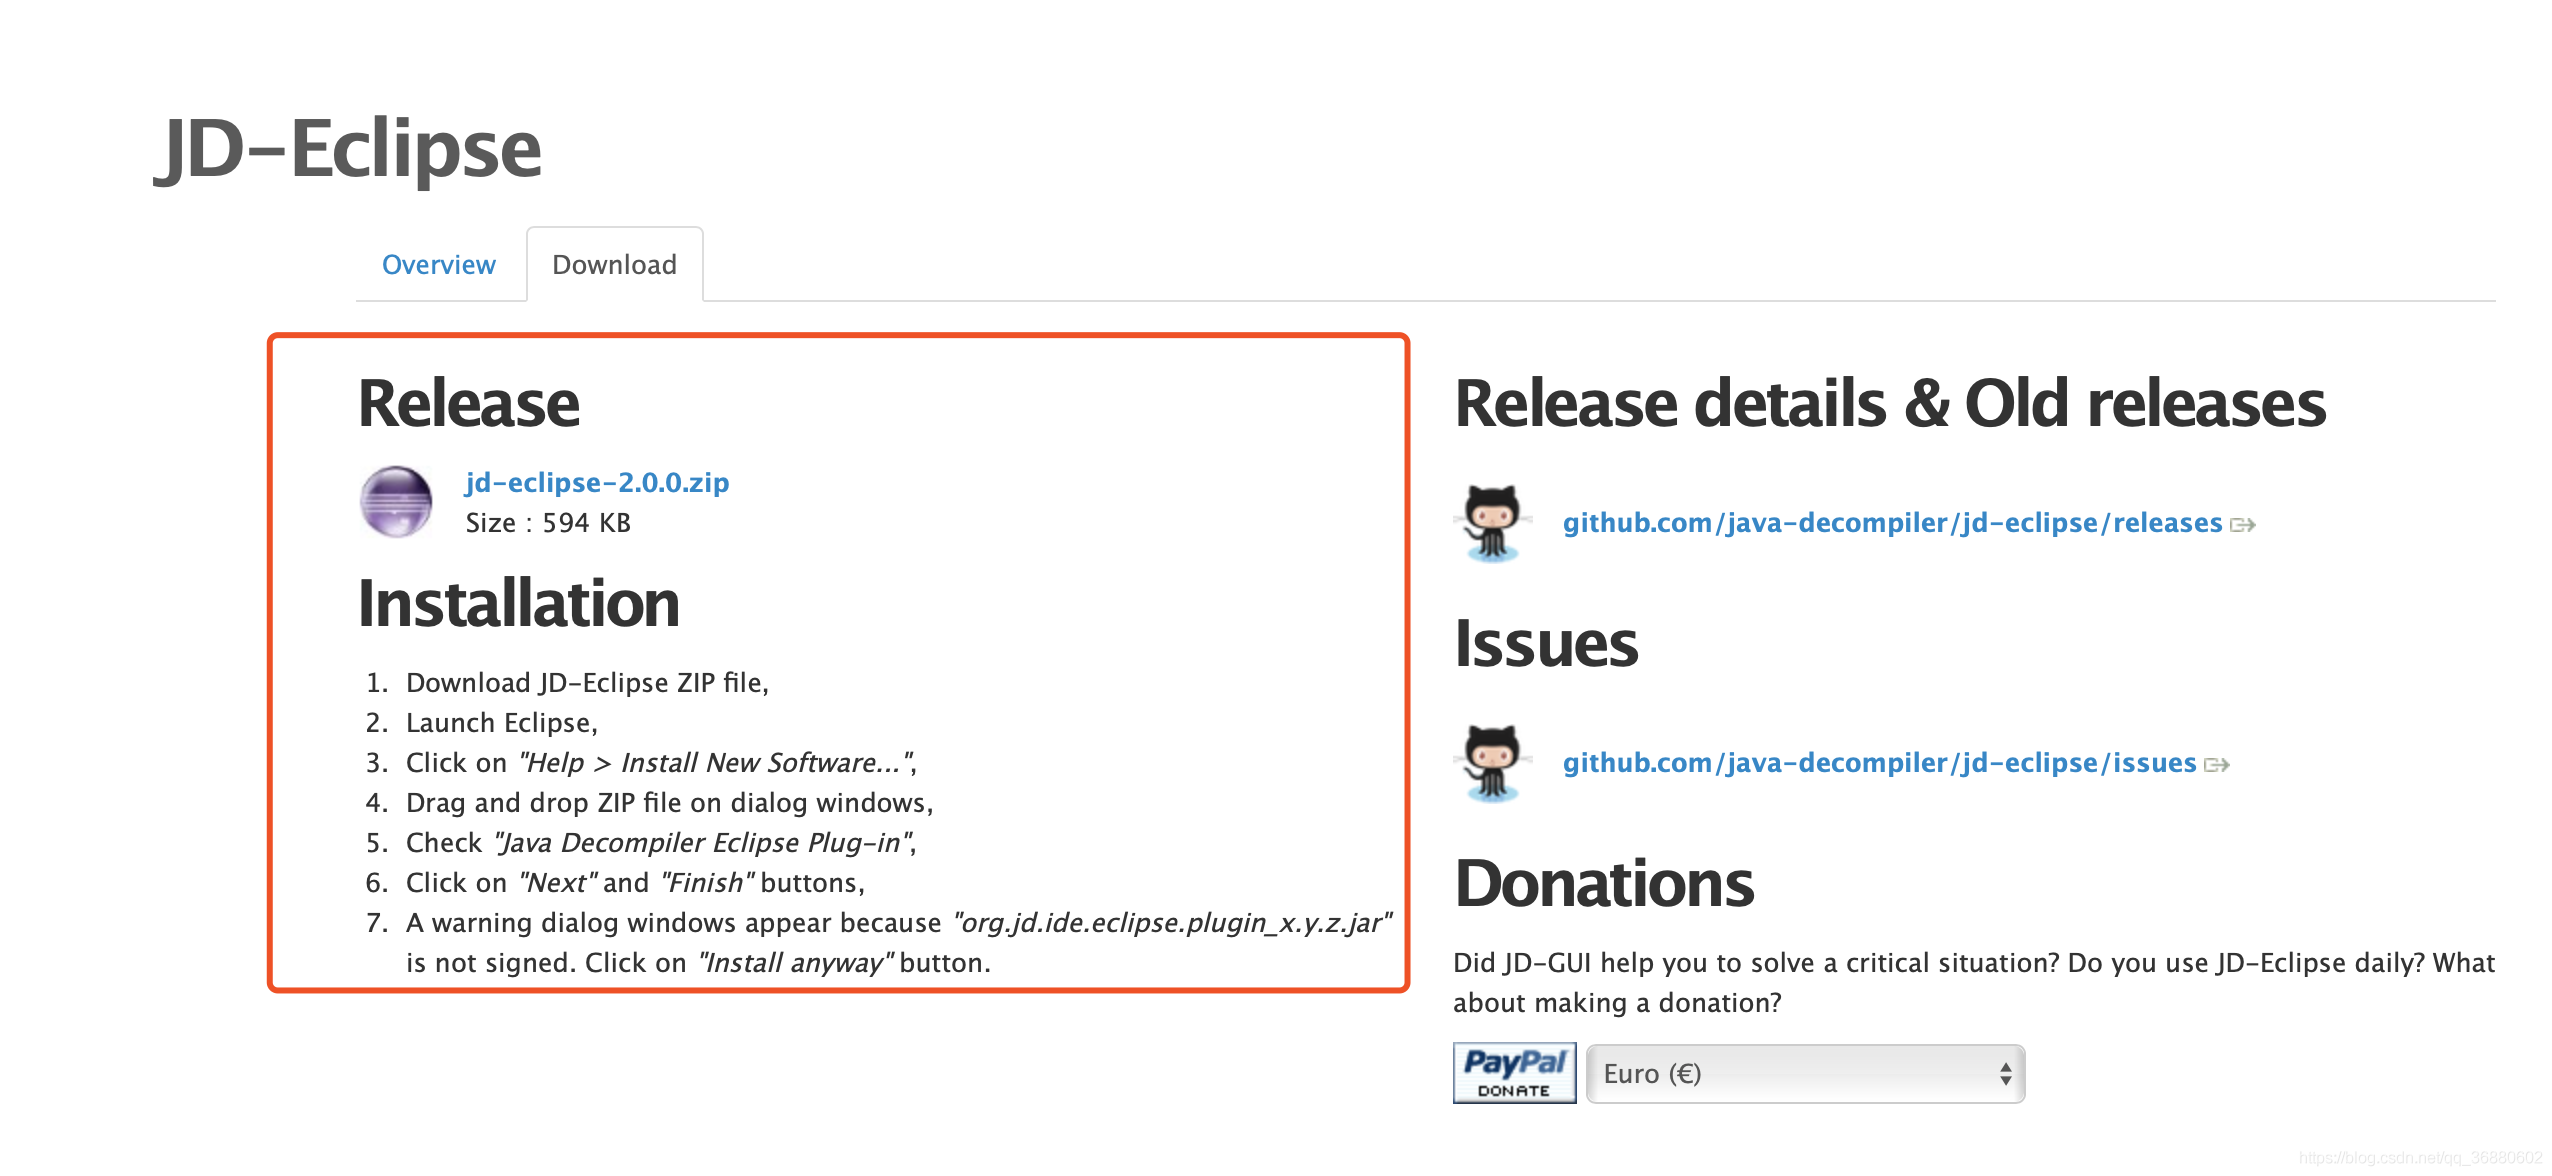 JD-Eclipse
Overview
Download
Release
jd-eclipse-2.0.0.zip
Size : 594 KB
Installation
1. Download JD-Eclipse ZIP file,
2. Launch Eclipse,
3. Click on "Help > Install New Software...",
4. Drag and drop ZIP file on dialog windows,
5. Check "Java Decompiler Eclipse Plug-in",
6. Click on "Next" and "Finish" buttons,
7. A warning dialog windows appear because "org.jd.ide.eclipse.plugin_x.y.z.jar"
is not signed. Click on "Install anyway" button.
Release details & Old releases
github.com/java-decompiler/jd-eclipse/releases
Issues
github.com/java-decompiler/jd-eclipse/issues
Donations
Did JD-GUI help you to solve a critical situation? Do you use JD-Eclipse daily? What
about making a donation?
PayPal
DONATE
Euro (€)
https://blog.csdn.net/qq_36880602